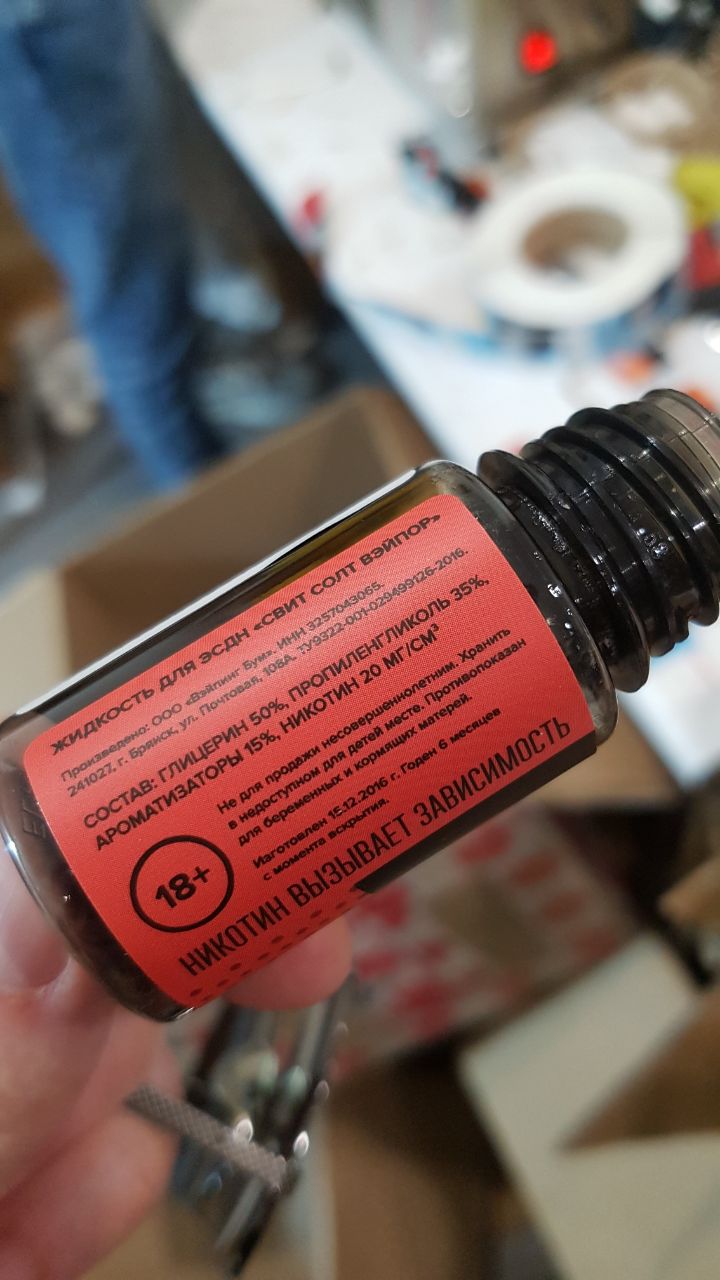 ЖИДКОСТЬ ДЛЯ ЭСДН «СВИТ СОЛТ ВЭЙПОР»
Произведено: ООО «Вэйпинг Бум». ИНН 3257043065.
241027, г. Брянск, ул. Почтовая, 108А. ТУ9322-001-029499126-2016.
СОСТАВ: ГЛИЦЕРИН 50%, ПРОПИЛЕНГЛИКОЛЬ 35%,
АРОМАТИЗАТОРЫ 15%, НИКОТИН 20 МГ/СМ³
Не для продажи несовершеннолетним. Хранить
в недоступном для детей месте. Противопоказан
для беременных и кормящих матерей.
Изготовлен 15.12.2016 г. Годен 6 месяцев
с момента вскрытия.
18+
НИКОТИН ВЫЗЫВАЕТ ЗАВИСИМОСТЬ